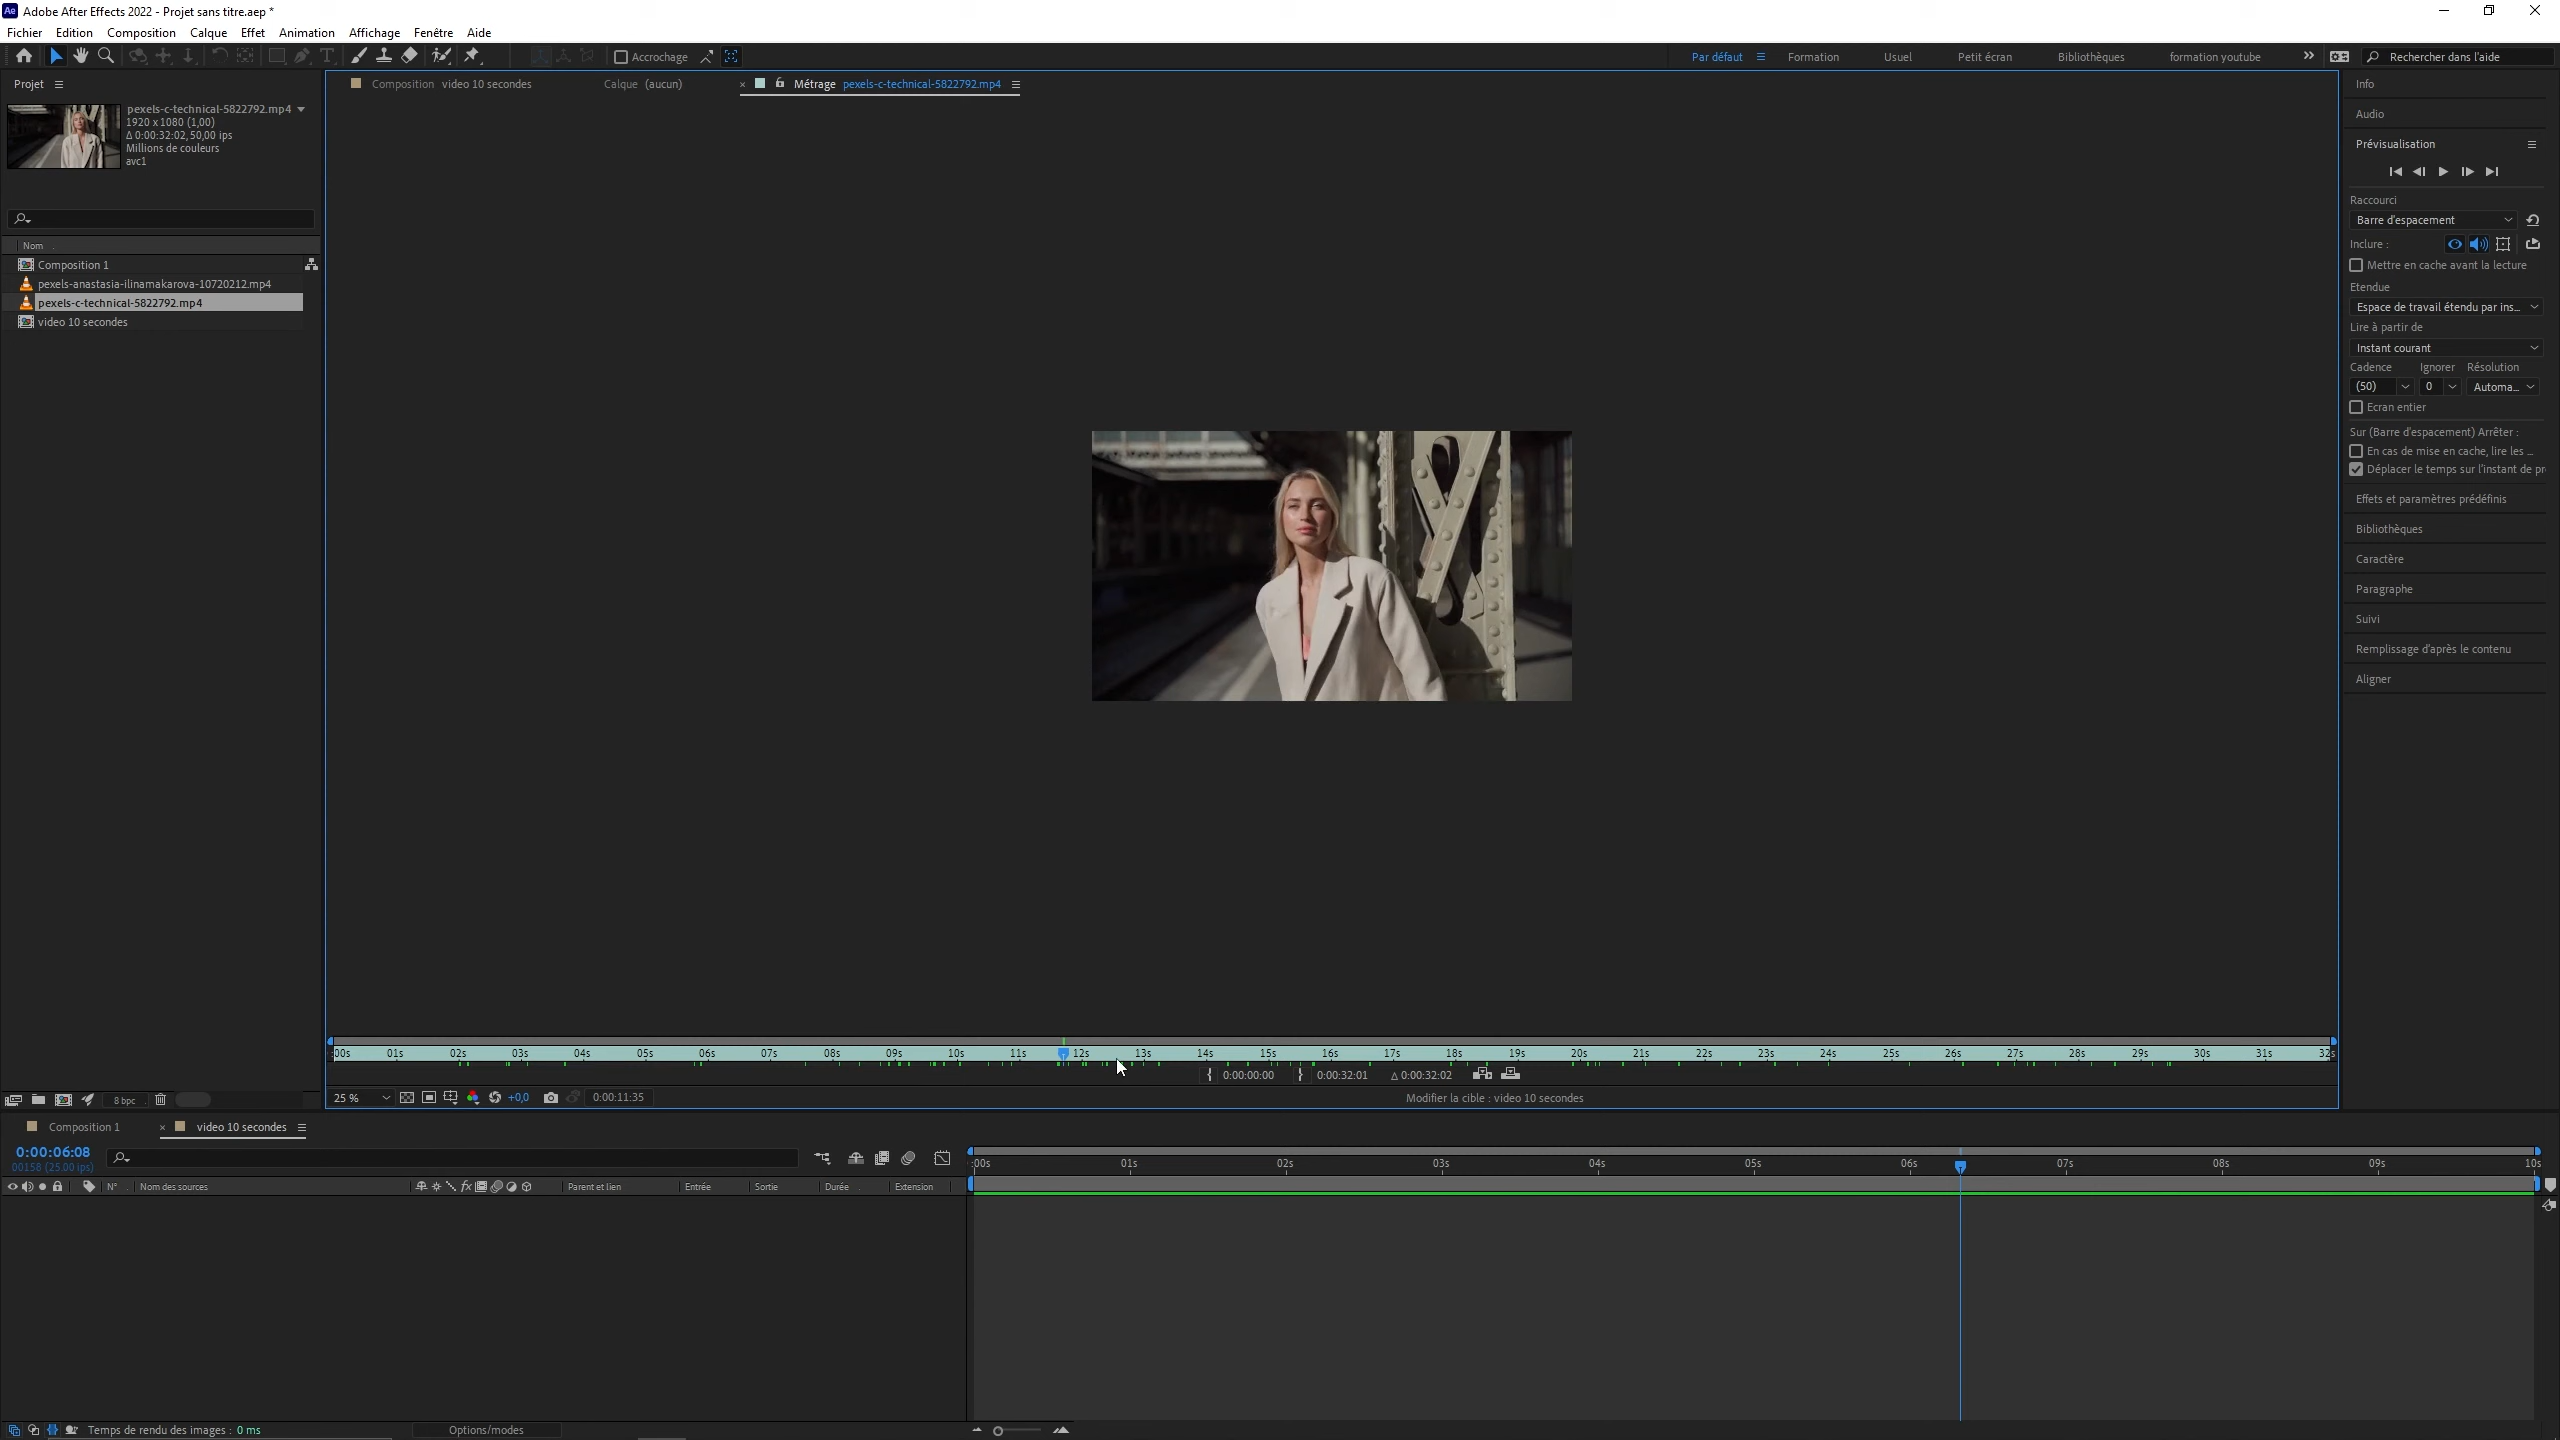 Adobe After Effects 2022 - Projet sans titre.aep *
Fichier Edition Composition Calque Effet Animation Affichage Fenêtre Aide
Accrochage
Par défaut Formation Usuel Petit écran Bibliothèques formation youtube
Rechercher dans l'aide
Projet
pexels-c-technical-5822792.mp4
1920 x 1080 (1,00)
Δ 0:00:32:02, 50,00 ips
Millions de couleurs
avc1
Nom
Composition 1
pexels-anastasia-ilinamakarova-10720212.mp4
pexels-c-technical-5822792.mp4
video 10 secondes
8 bpc
Composition video 10 secondes
Calque (aucun)
Métrage pexels-c-technical-5822792.mp4
:00s 01s 02s 03s 04s 05s 06s 07s 08s 09s 10s 11s 12s 13s 14s 15s 16s 17s 18s 19s 20s 21s 22s 23s 24s 25s 26s 27s 28s 29s 30s 31s 32s
0:00:00:00 0:00:32:01 Δ 0:00:32:02
25 % +0,0 0:00:11:35
Modifier la cible : video 10 secondes
Info
Audio
Prévisualisation
Raccourci
Barre d'espacement
Inclure :
Mettre en cache avant la lecture
Etendue
Espace de travail étendu par ins...
Lire à partir de
Instant courant
Cadence Ignorer Résolution
(50) 0 Automa...
Ecran entier
Sur (Barre d'espacement) Arrêter :
En cas de mise en cache, lire les ...
Déplacer le temps sur l'instant de pr
Effets et paramètres prédéfinis
Bibliothèques
Caractère
Paragraphe
Suivi
Remplissage d'après le contenu
Aligner
Composition 1
video 10 secondes
0:00:06:08
00158 (25.00 ips)
N° Nom des sources Parent et lien Entrée Sortie Durée Extension
:00s 01s 02s 03s 04s 05s 06s 07s 08s 09s 10s
Temps de rendu des images : 0 ms
Options/modes